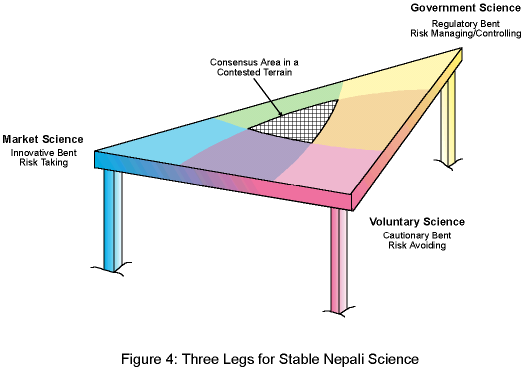 Government Science
Regulatory Bent
Risk Managing/Controlling
Consensus Area in a
Contested Terrain
Market Science
Innovative Bent
Risk Taking
Voluntary Science
Cautionary Bent
Risk Avoiding
Figure 4: Three Legs for Stable Nepali Science